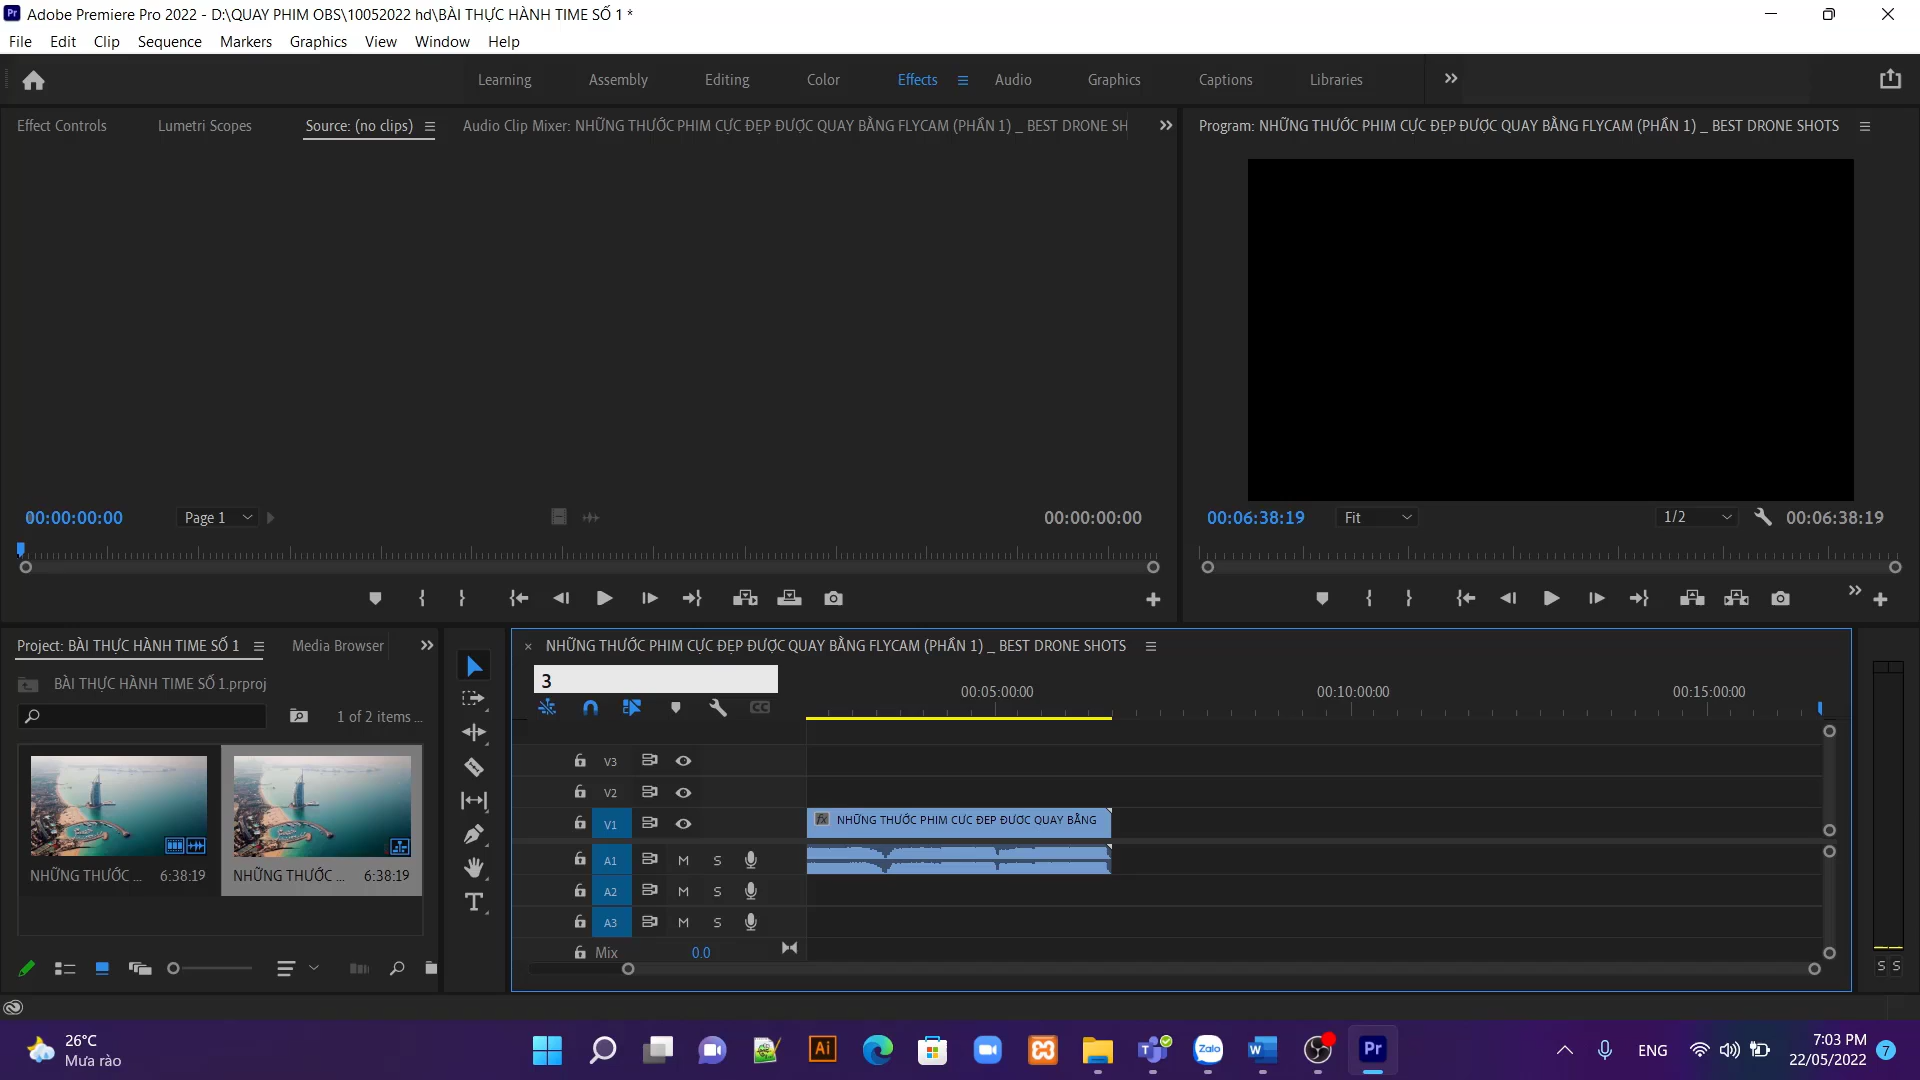 Adobe Premiere Pro 2022 - D:\QUAY PHIM OBS\10052022 hd\BÀI THỰC HÀNH TIME SỐ 1 *
File Edit Clip Sequence Markers Graphics View Window Help
Learning Assembly Editing Color Effects Audio Graphics Captions Libraries
Effect Controls Lumetri Scopes Source: (no clips) Audio Clip Mixer: NHỮNG THƯỚC PHIM CỰC ĐẸP ĐƯỢC QUAY BẰNG FLYCAM (PHẦN 1) _ BEST DRONE SH
Program: NHỮNG THƯỚC PHIM CỰC ĐẸP ĐƯỢC QUAY BẰNG FLYCAM (PHẦN 1) _ BEST DRONE SHOTS
00:00:00:00 Page 1 00:00:00:00
00:06:38:19 Fit 1/2 00:06:38:19
Project: BÀI THỰC HÀNH TIME SỐ 1 Media Browser
BÀI THỰC HÀNH TIME SỐ 1.prproj
1 of 2 items ...
NHỮNG THƯỚC ... 6:38:19
NHỮNG THƯỚC ... 6:38:19
NHỮNG THƯỚC PHIM CỰC ĐẸP ĐƯỢC QUAY BẰNG FLYCAM (PHẦN 1) _ BEST DRONE SHOTS
3
00:05:00:00 00:10:00:00 00:15:00:00
CC
V3
V2
V1
fx NHỮNG THƯỚC PHIM CỰC ĐẸP ĐƯỢC QUAY BẰNG
A1 M S
A2 M S
A3 M S
Mix 0.0
S S
26°C
Mưa rào
Ai
T
Zalo
W
Pr
ENG
7:03 PM
22/05/2022
7